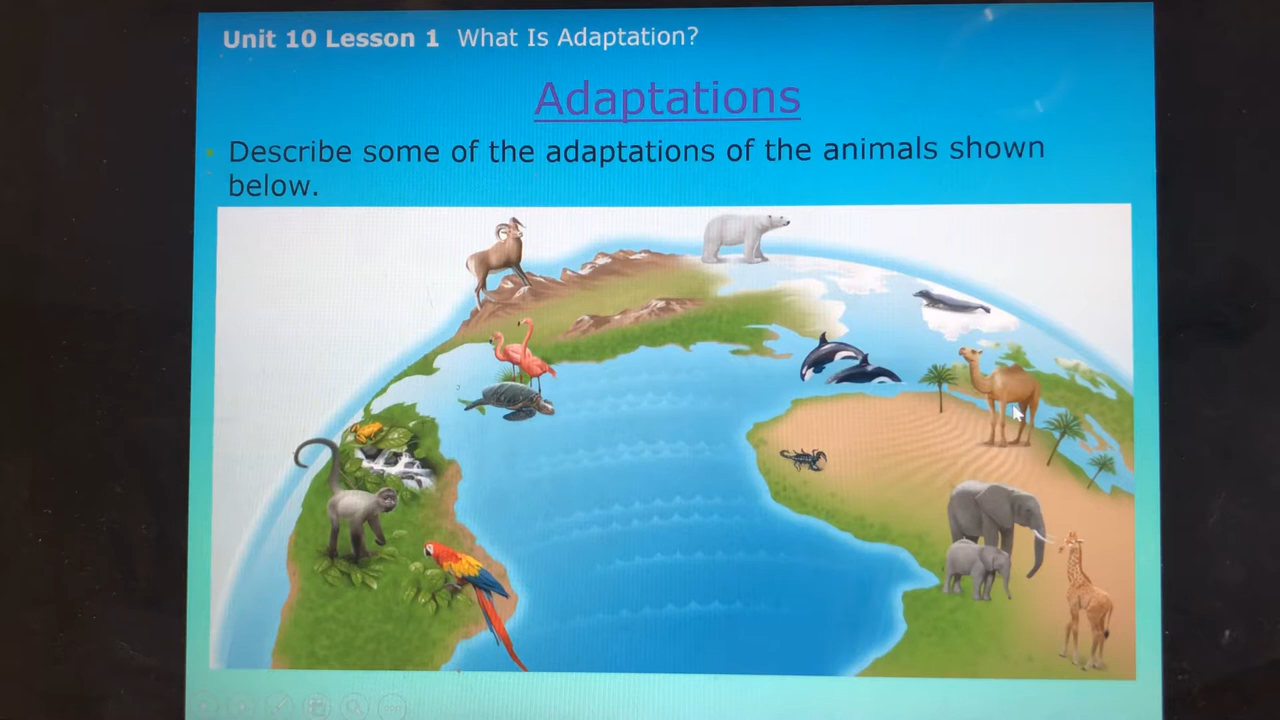 Unit 10 Lesson 1 What Is Adaptation?
Adaptations
Describe some of the adaptations of the animals shown
below.